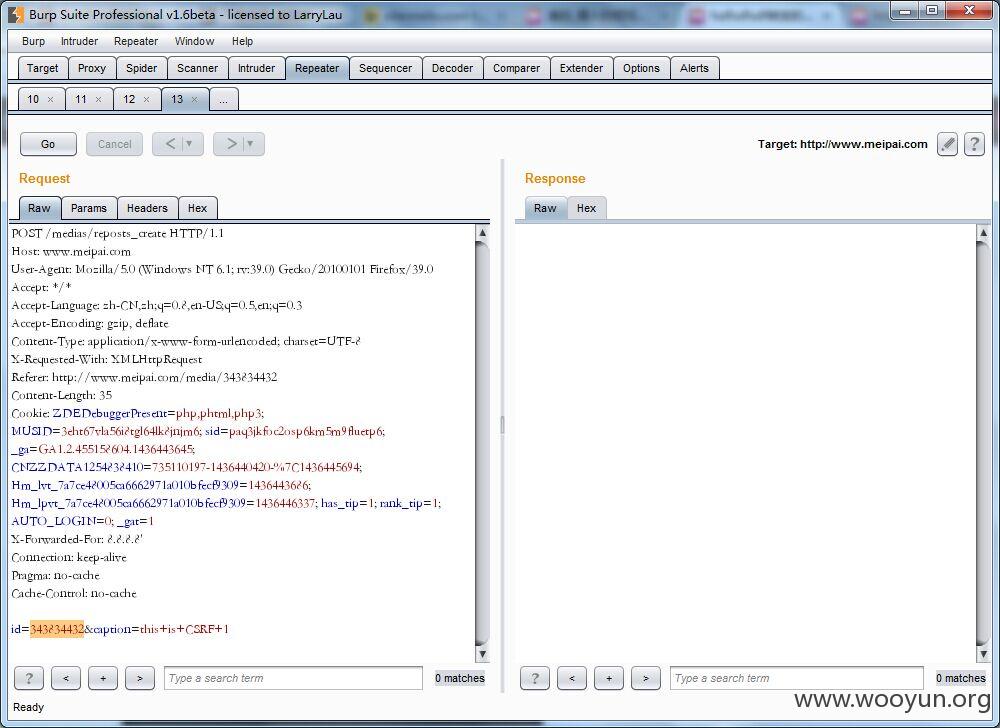 Burp Suite Professional v1.6beta - licensed to LarryLau
Burp Intruder Repeater Window Help
Target Proxy Spider Scanner Intruder Repeater Sequencer Decoder Comparer Extender Options Alerts
10 × 11 × 12 × 13 × ...
Go Cancel < > Target: http://www.meipai.com ?
Request
Raw Params Headers Hex
POST /medias/reposts_create HTTP/1.1
Host: www.meipai.com
User-Agent: Mozilla/5.0 (Windows NT 6.1; rv:39.0) Gecko/20100101 Firefox/39.0
Accept: */*
Accept-Language: zh-CN,zh;q=0.8,en-US;q=0.5,en;q=0.3
Accept-Encoding: gzip, deflate
Content-Type: application/x-www-form-urlencoded; charset=UTF-8
X-Requested-With: XMLHttpRequest
Referer: http://www.meipai.com/media/343834432
Content-Length: 35
Cookie: ZDEDebuggerPresent=php,phtml,php3;
MUSID=3eht67vla56i8tgl64lk8jnjm6; sid=paq3jkfoc2osp6km5m9fluetp6;
_ga=GA1.2.455158604.1436443645;
CNZZDATA1254838410=735110197-1436440420-%7C1436445694;
Hm_lvt_7a7ce48005ca6662971a010bfecf9309=1436443686;
Hm_lpvt_7a7ce48005ca6662971a010bfecf9309=1436446337; has_tip=1; rank_tip=1;
AUTO_LOGIN=0; _gat=1
X-Forwarded-For: 8.8.8.8'
Connection: keep-alive
Pragma: no-cache
Cache-Control: no-cache
id=343834432&caption=this+is+CSRF+1
? < + > Type a search term 0 matches
Response
Raw Hex
? < + > Type a search term 0 matches
Ready
www.wooyun.org